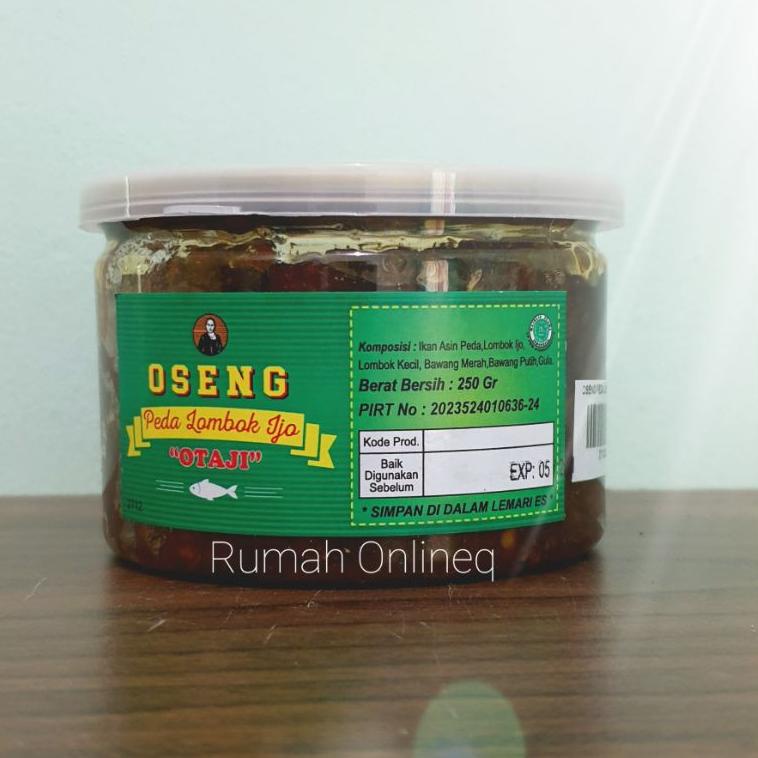 OSENG
Peda Lombok Ijo
"OTAJI"
Komposisi : Ikan Asin Peda,Lombok Ijo,
Lombok Kecil, Bawang Merah,Bawang Putih,Gula.
Berat Bersih : 250 Gr
PIRT No : 2023524010636-24
Kode Prod.
Baik
Digunakan
Sebelum
EXP: 05
* SIMPAN DI DALAM LEMARI ES *
Rumah Onlineq